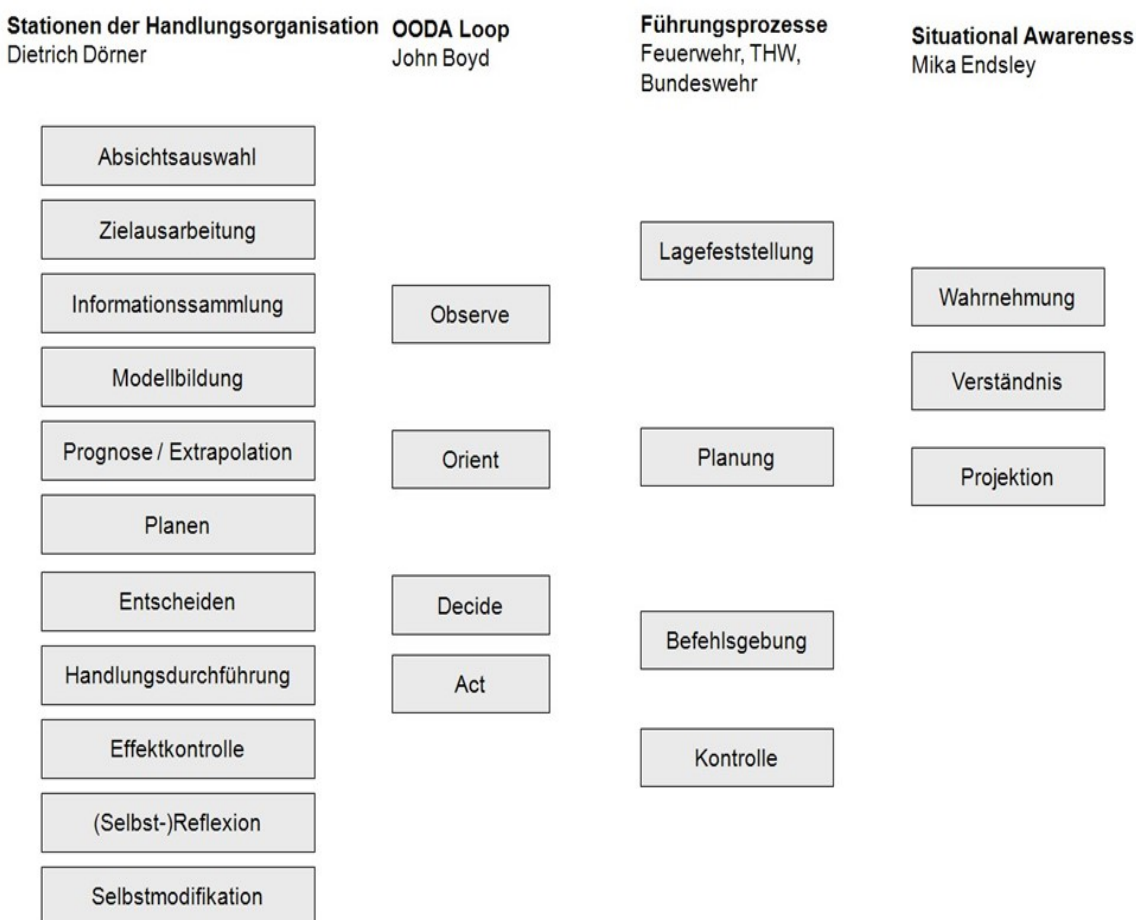 Stationen der Handlungsorganisation
Dietrich Dörner
Absichtsauswahl
Zielausarbeitung
Informationssammlung
Modellbildung
Prognose / Extrapolation
Planen
Entscheiden
Handlungsdurchführung
Effektkontrolle
(Selbst-)Reflexion
Selbstmodifikation
OODA Loop
John Boyd
Observe
Orient
Decide
Act
Führungsprozesse
Feuerwehr, THW,
Bundeswehr
Lagefeststellung
Planung
Befehlsgebung
Kontrolle
Situational Awareness
Mika Endsley
Wahrnehmung
Verständnis
Projektion